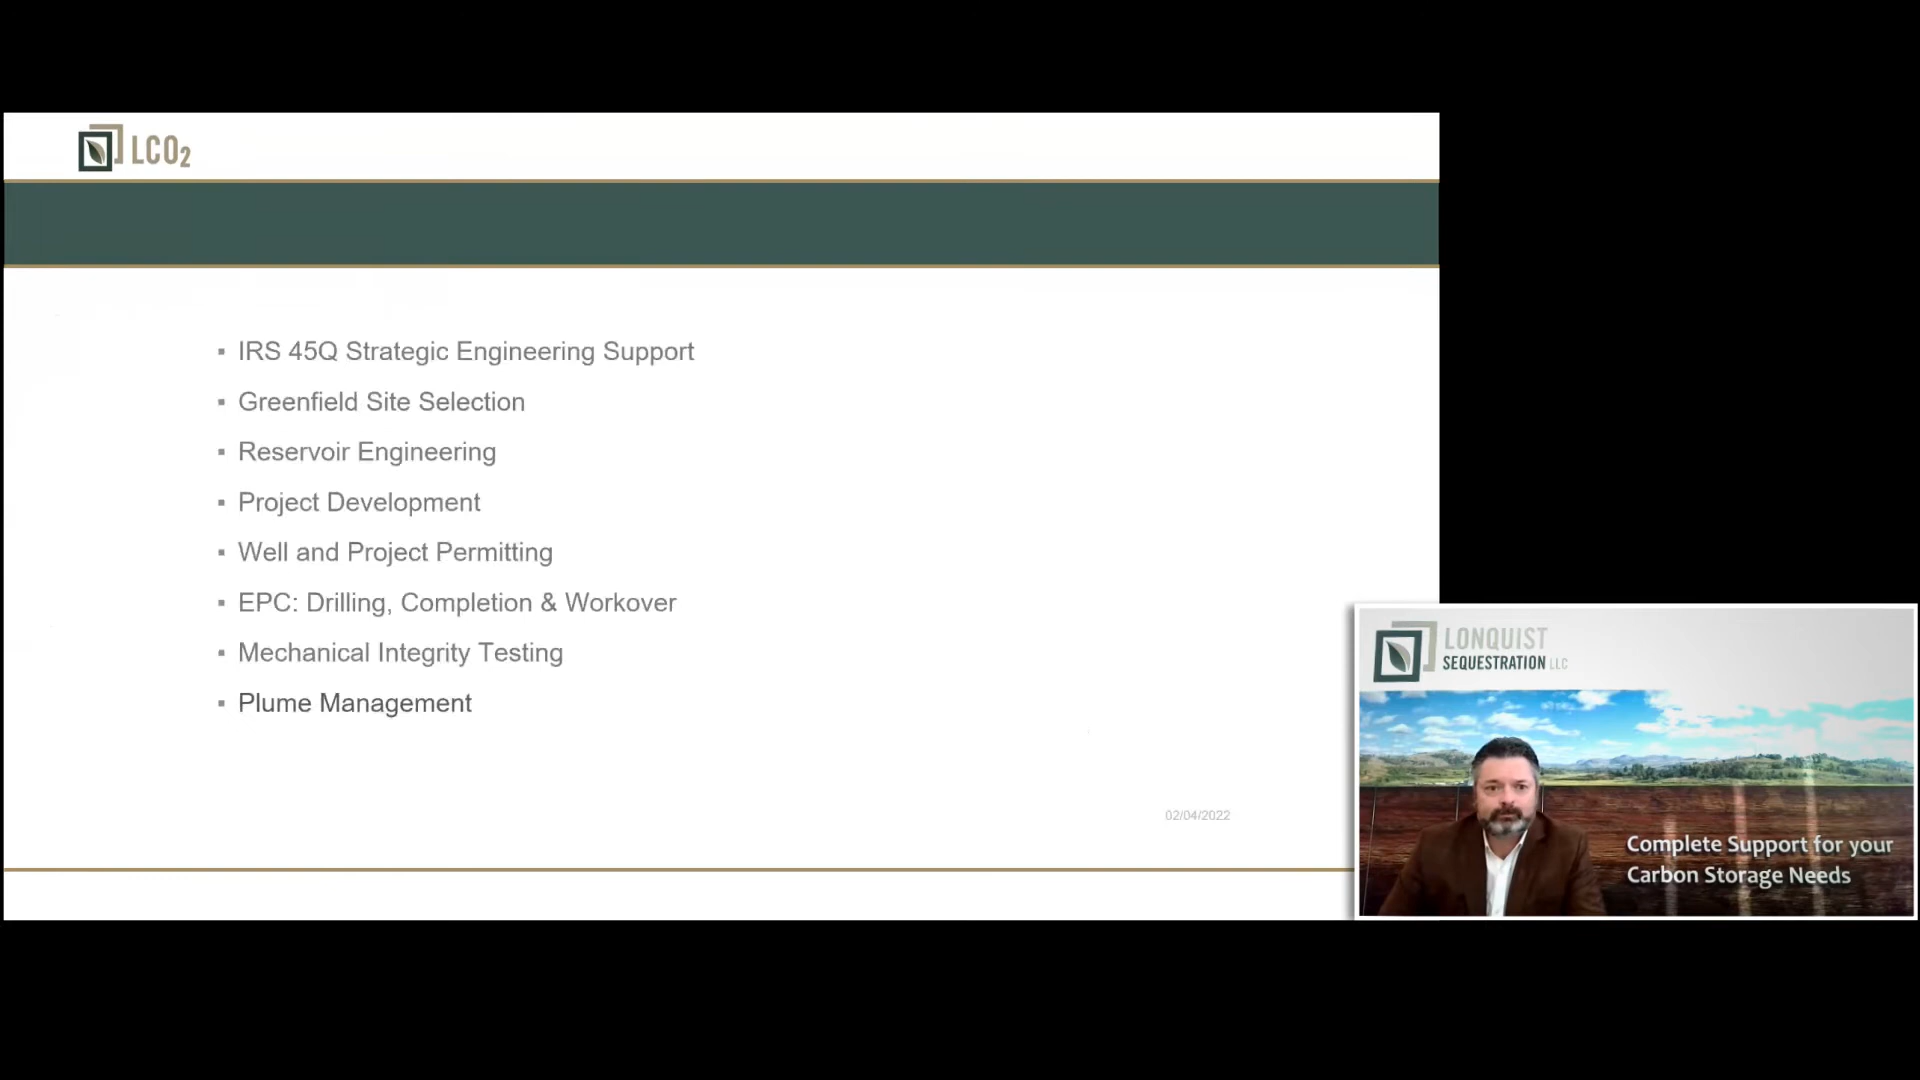 LCO2
▪ IRS 45Q Strategic Engineering Support
▪ Greenfield Site Selection
▪ Reservoir Engineering
▪ Project Development
▪ Well and Project Permitting
▪ EPC: Drilling, Completion & Workover
▪ Mechanical Integrity Testing
▪ Plume Management
02/04/2022
LONQUIST
SEQUESTRATION LLC
Complete Support for your
Carbon Storage Needs